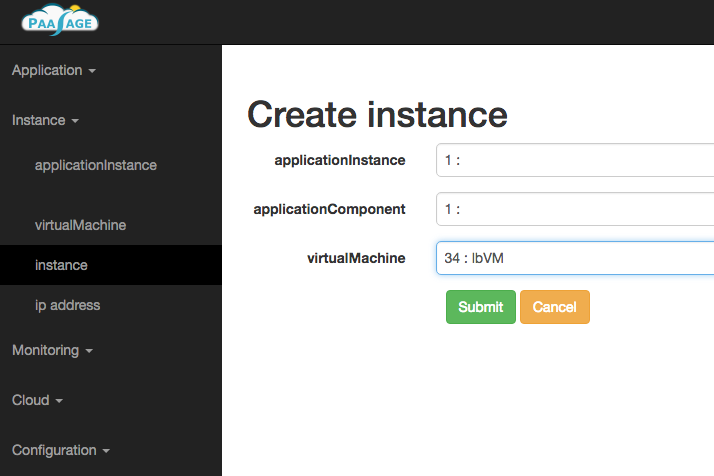 PAASAGE
Application
Instance
applicationInstance
virtualMachine
instance
ip address
Monitoring
Cloud
Configuration
Create instance
applicationInstance 1 :
applicationComponent 1 :
virtualMachine 34 : lbVM
Submit Cancel